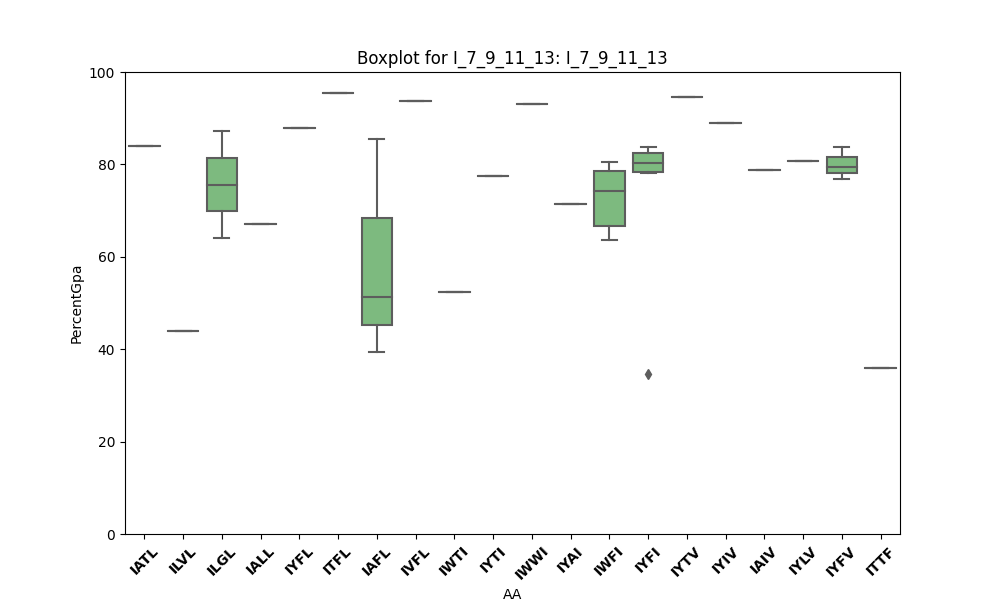 Boxplot for I_7_9_11_13: I_7_9_11_13
100
80
60
40
20
0
PercentGpa
IATL ILVL ILGL IALL IYFL ITFL IAFL IVFL IWTI IYTI IWWI IYAI IWFI IYFI IYTV IYIV IAIV IYLV IYFV ITTF
AA